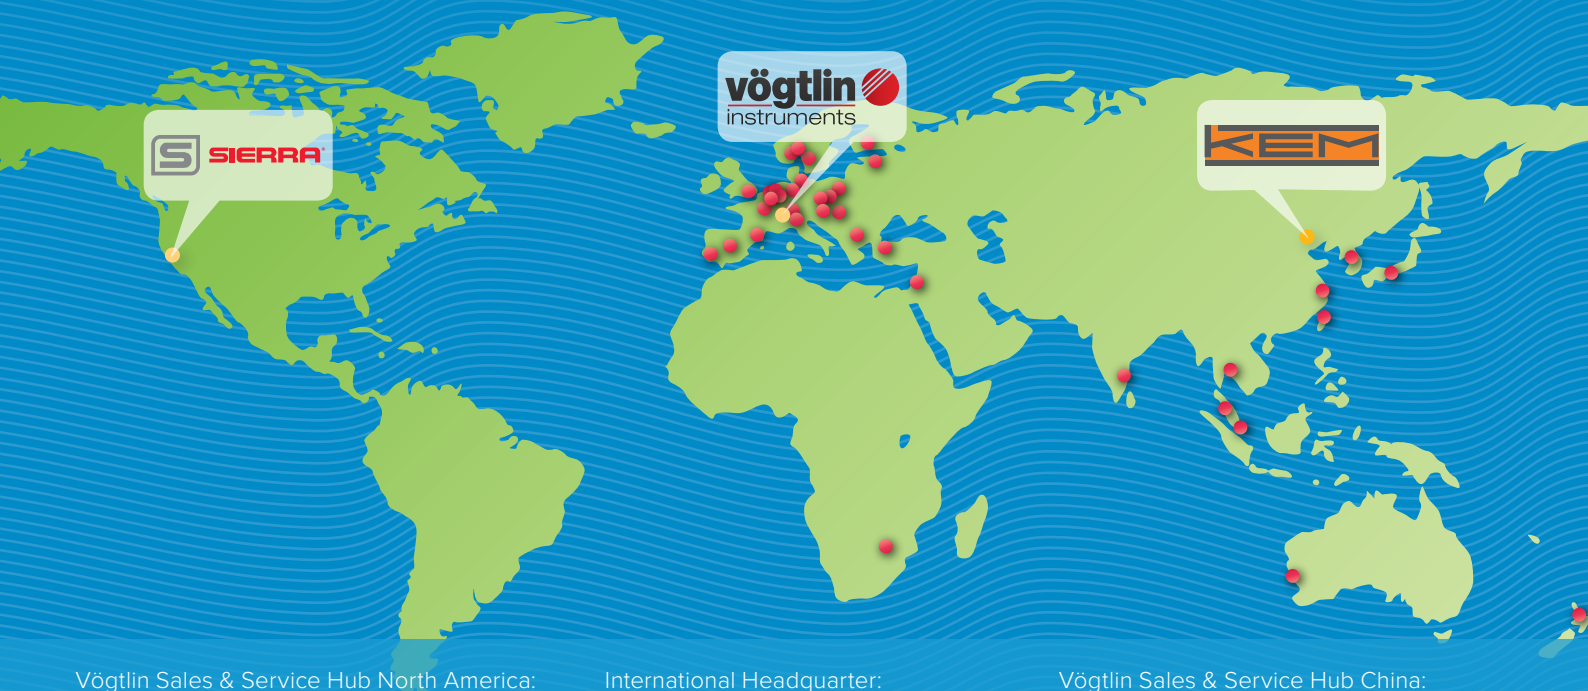 S SIERRA
vögtlin
instruments
KEM
Vögtlin Sales & Service Hub North America:
International Headquarter:
Vögtlin Sales & Service Hub China: